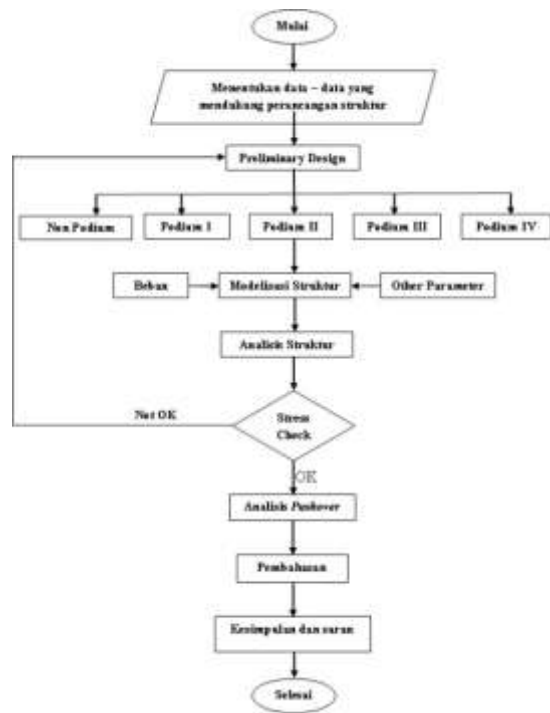 Mulai
Menentukan data – data yang
mendukung perancangan struktur
Preliminary Design
Non Podium
Podium I
Podium II
Podium III
Podium IV
Beban
Modelisasi Struktur
Other Parameter
Analisis Struktur
Not OK
Stress
Check
OK
Analisis Pushover
Pembahasan
Kesimpulan dan saran
Selesai